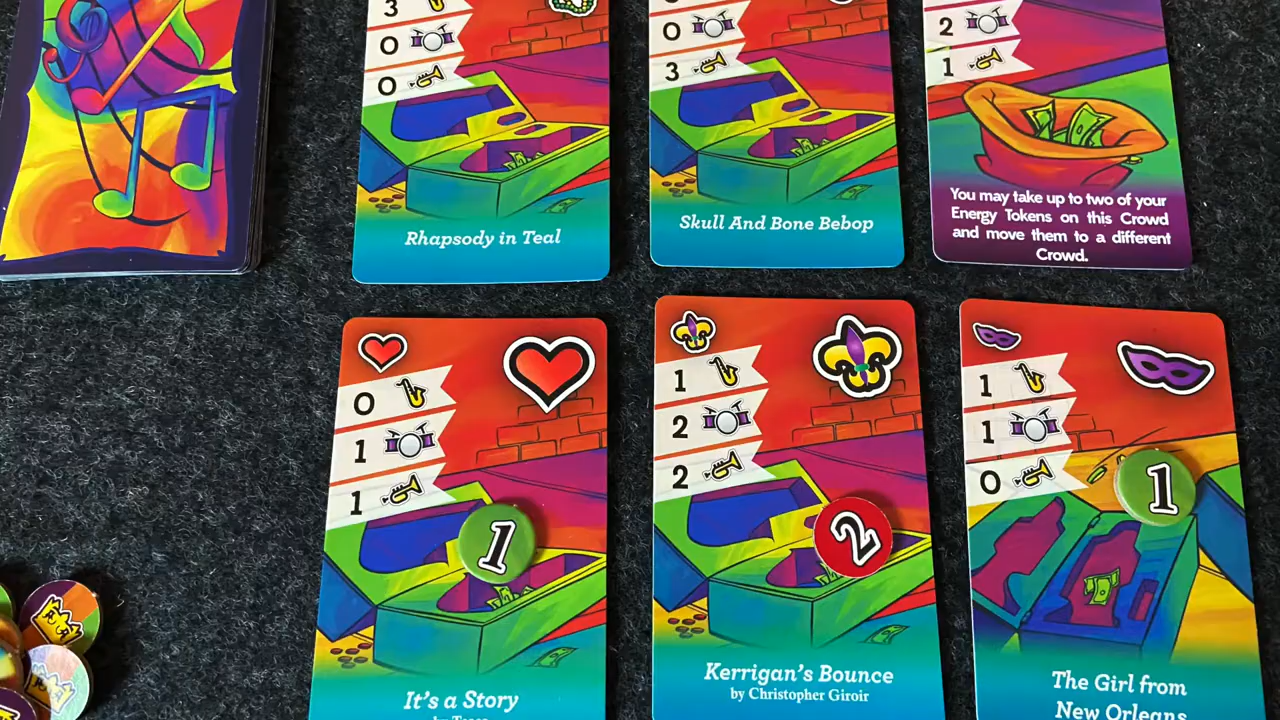 3
0
0
Rhapsody in Teal
0
3
Skull And Bone Bebop
2
1
You may take up to two of your
Energy Tokens on this Crowd
and move them to a different
Crowd.
0
1
1
1
It's a Story
1
2
2
2
Kerrigan's Bounce
by Christopher Giroir
1
1
0
1
The Girl from
New Orleans